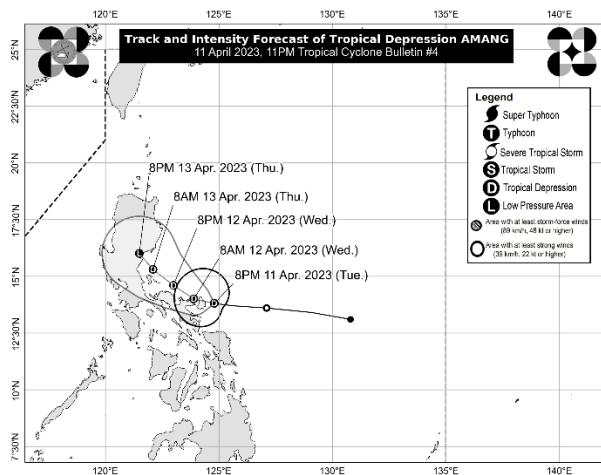 Track and Intensity Forecast of Tropical Depression AMANG
11 April 2023, 11PM Tropical Cyclone Bulletin #4
120°E
125°E
130°E
135°E
140°E
25°N
22°30'N
20°N
17°30'N
15°N
12°30'N
10°N
7°30'N
Legend
Super Typhoon
T Typhoon
Severe Tropical Storm
S Tropical Storm
D Tropical Depression
L Low Pressure Area
Area with at least storm-force winds
(89 km/h, 48 kt or higher)
Area with at least strong winds
(39 km/h, 22 kt or higher)
8PM 13 Apr. 2023 (Thu.)
8AM 13 Apr. 2023 (Thu.)
8PM 12 Apr. 2023 (Wed.)
8AM 12 Apr. 2023 (Wed.)
8PM 11 Apr. 2023 (Tue.)
L
D
D
D
D
120°E
125°E
130°E
135°E
140°E